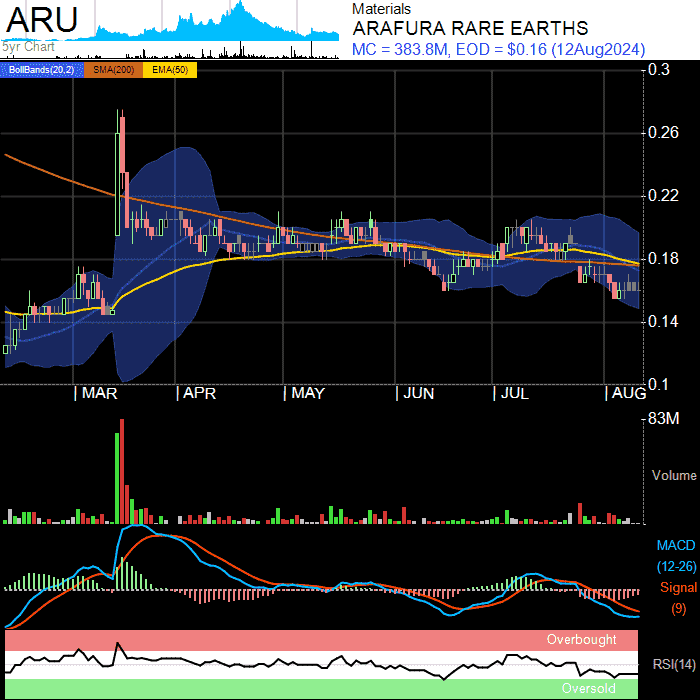 ARU
5yr Chart
Materials
ARAFURA RARE EARTHS
MC = 383.8M, EOD = $0.16 (12Aug2024)
BollBands(20,2) SMA(200) EMA(50)
0.3
0.26
0.22
0.18
0.14
0.1
MAR APR MAY JUN JUL AUG
83M
Volume
MACD
(12-26)
Signal
(9)
Overbought
RSI(14)
Oversold